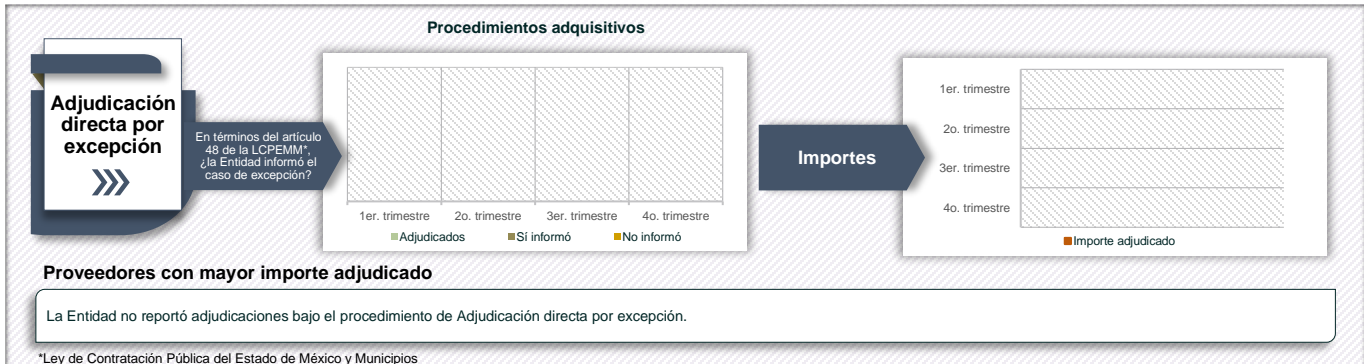 Procedimientos adquisitivos
Adjudicación
directa por
excepción
En términos del artículo
48 de la LCPEMM*,
¿la Entidad informó el
caso de excepción?
1er. trimestre 2o. trimestre 3er. trimestre 4o. trimestre
Adjudicados Sí informó No informó
Importes
1er. trimestre
2o. trimestre
3er. trimestre
4o. trimestre
Importe adjudicado
Proveedores con mayor importe adjudicado
La Entidad no reportó adjudicaciones bajo el procedimiento de Adjudicación directa por excepción.
*Ley de Contratación Pública del Estado de México y Municipios